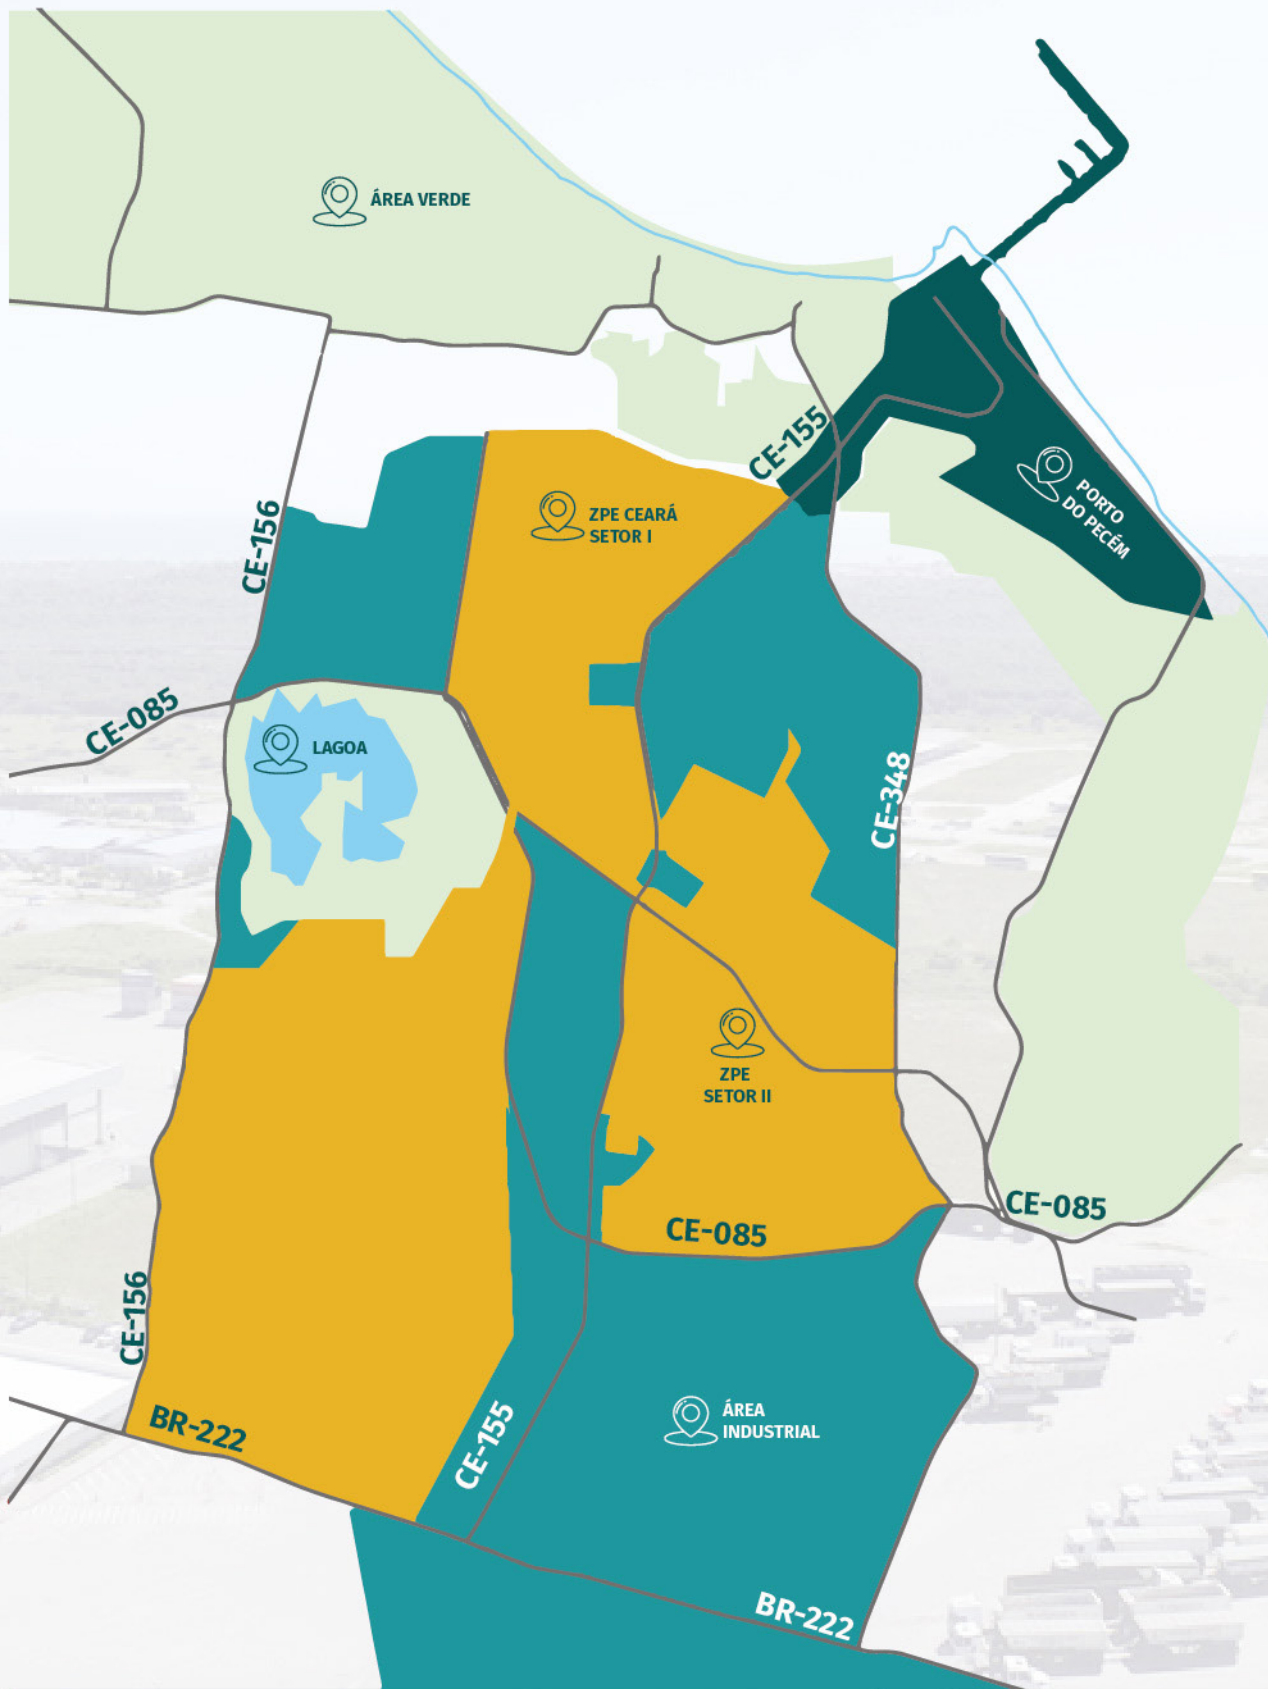 ÁREA VERDE
CE-155
PORTO
DO PECÉM
ZPE CEARÁ
SETOR I
CE-156
CE-085
LAGOA
CE-348
ZPE
SETOR II
CE-085
CE-085
CE-156
BR-222
CE-155
ÁREA
INDUSTRIAL
BR-222